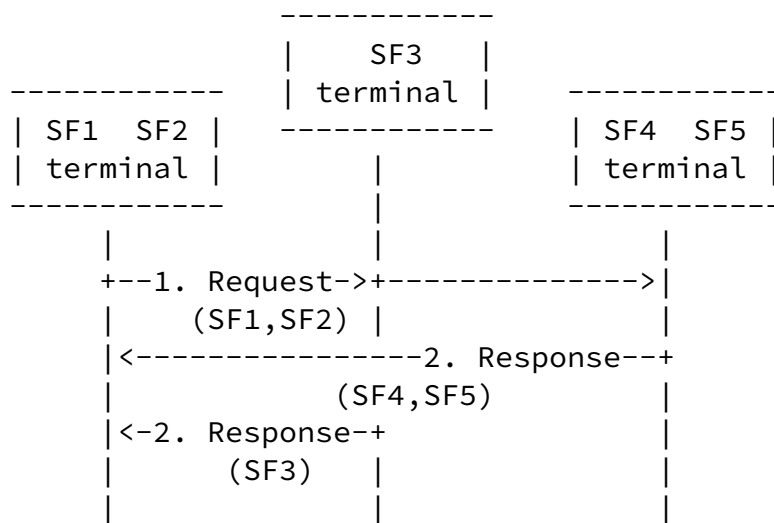 SF3
terminal
SF1 SF2
terminal
SF4 SF5
terminal
1. Request
(SF1,SF2)
2. Response
(SF4,SF5)
2. Response
(SF3)